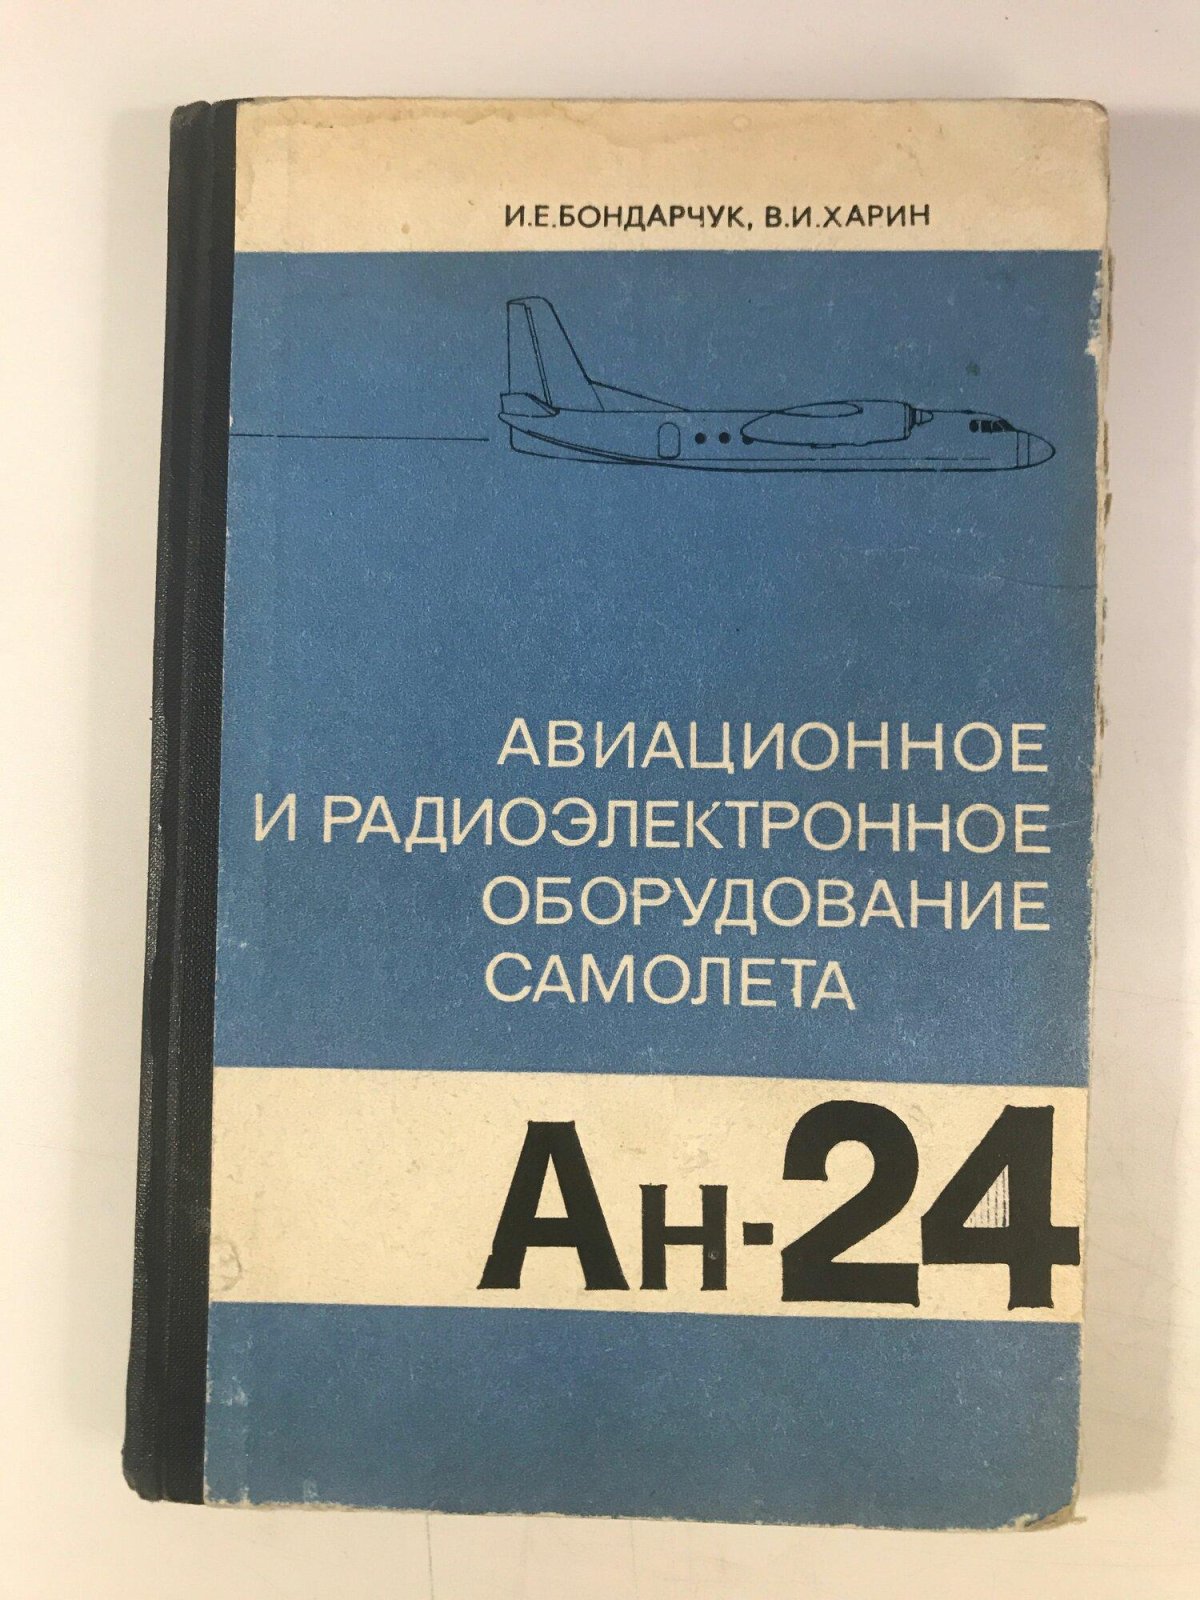 И.Е.БОНДАРЧУК, В.И.ХАРИН
АВИАЦИОННОЕ
И РАДИОЭЛЕКТРОННОЕ
ОБОРУДОВАНИЕ
САМОЛЕТА
Ан-24